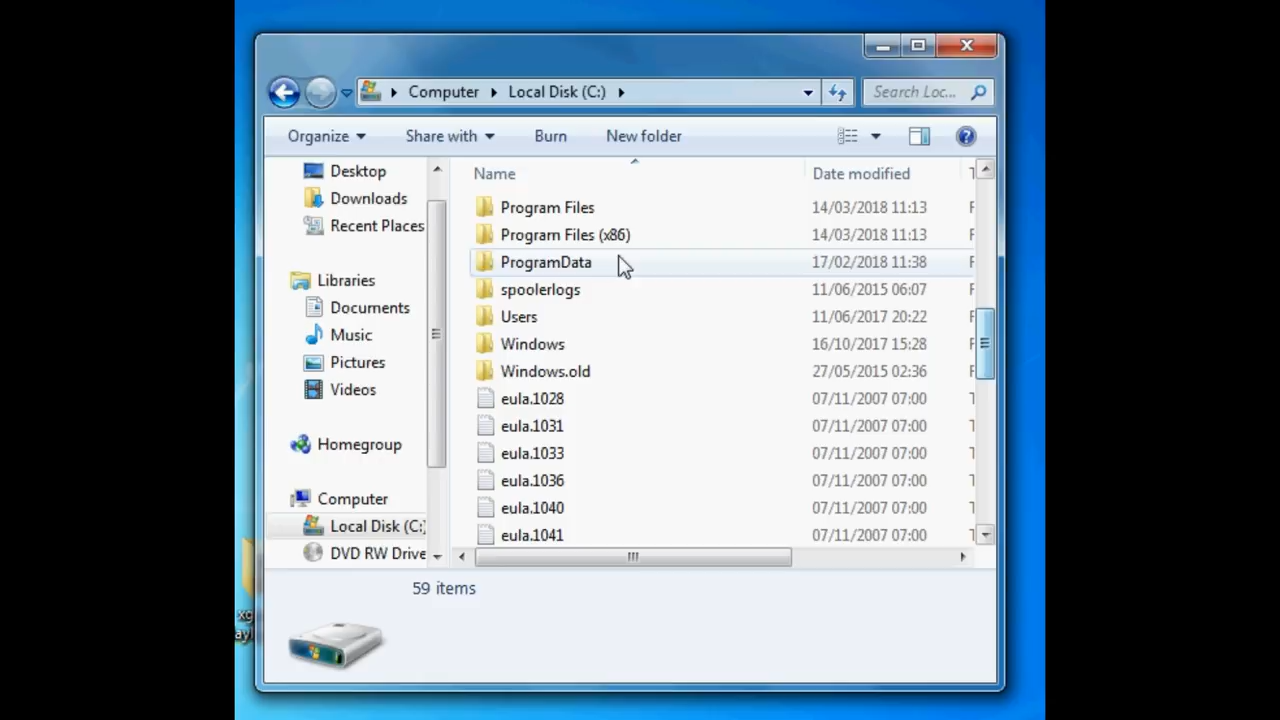 Computer Local Disk (C:) Search Loc...
Organize Share with Burn New folder
Desktop
Downloads
Recent Places
Libraries
Documents
Music
Pictures
Videos
Homegroup
Computer
Local Disk (C:)
DVD RW Drive
Name Date modified T
Program Files 14/03/2018 11:13 F
Program Files (x86) 14/03/2018 11:13 F
ProgramData 17/02/2018 11:38 F
spoolerlogs 11/06/2015 06:07 F
Users 11/06/2017 20:22 F
Windows 16/10/2017 15:28 F
Windows.old 27/05/2015 02:36 F
eula.1028 07/11/2007 07:00 T
eula.1031 07/11/2007 07:00 T
eula.1033 07/11/2007 07:00 T
eula.1036 07/11/2007 07:00 T
eula.1040 07/11/2007 07:00 T
eula.1041 07/11/2007 07:00 T
59 items